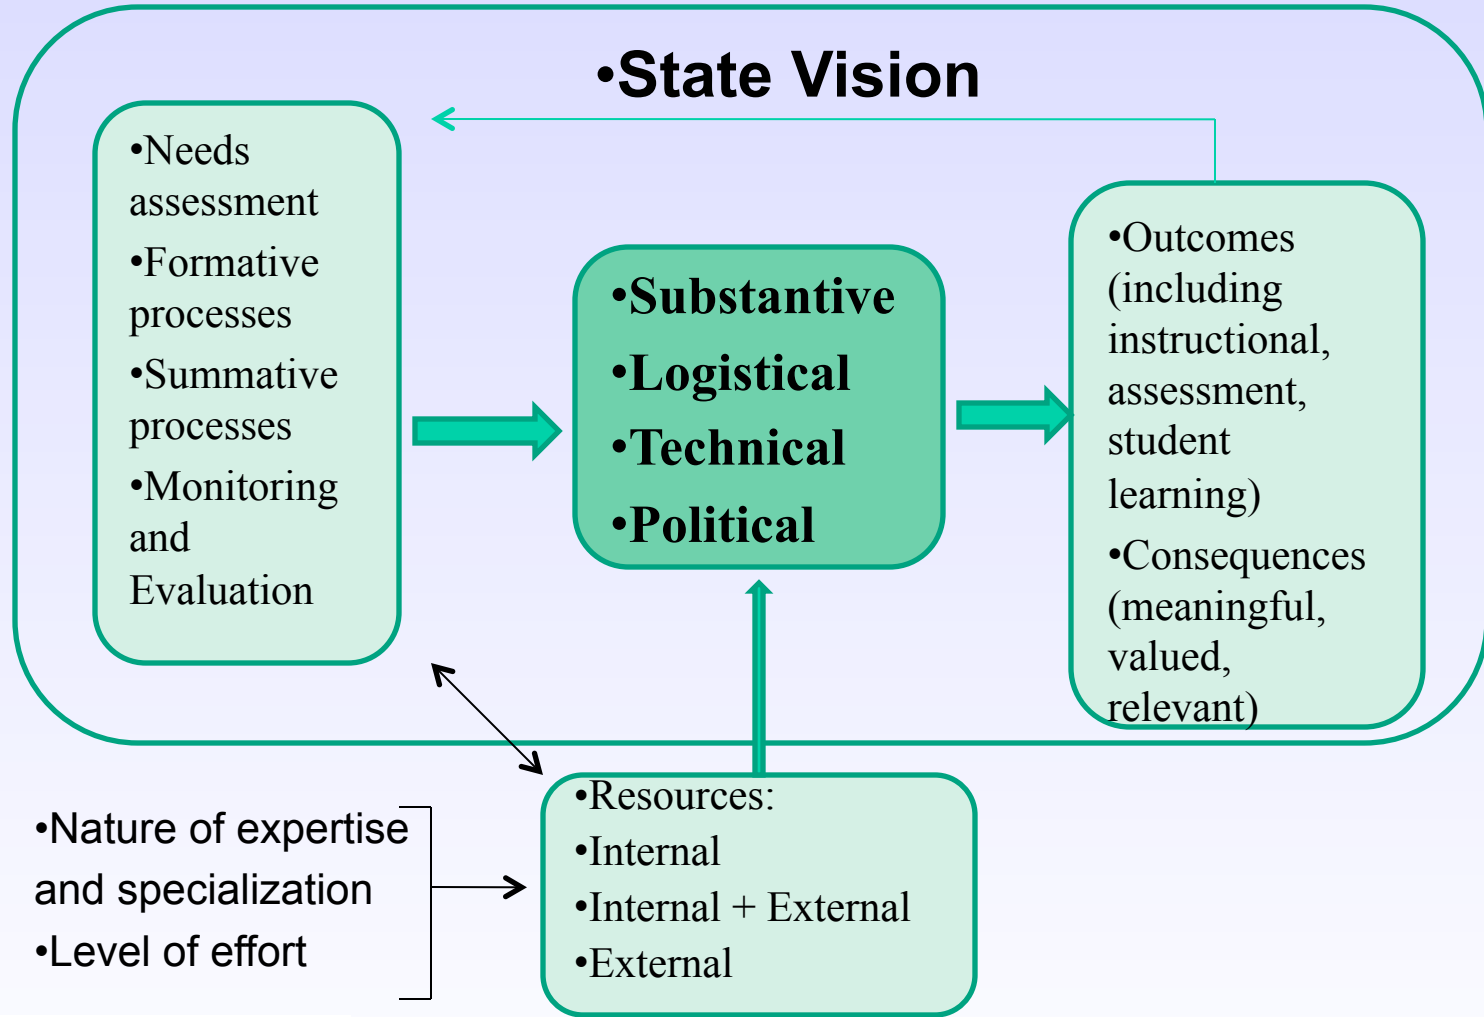 •State Vision
•Needs
assessment
•Formative
processes
•Summative
processes
•Monitoring
and
Evaluation
•Substantive
•Logistical
•Technical
•Political
•Outcomes
(including
instructional,
assessment,
student
learning)
•Consequences
(meaningful,
valued,
relevant)
•Nature of expertise
and specialization
•Level of effort
•Resources:
•Internal
•Internal + External
•External